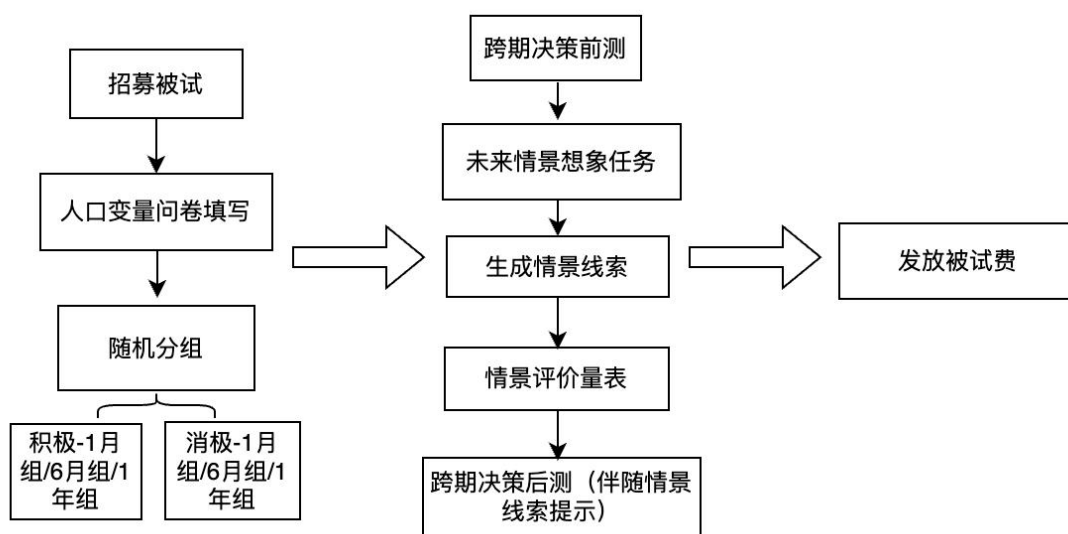 招募被试
人口变量问卷填写
随机分组
积极-1月
组/6月组/1
年组
消极-1月
组/6月组/1
年组
跨期决策前测
未来情景想象任务
生成情景线索
情景评价量表
跨期决策后测（伴随情景
线索提示）
发放被试费